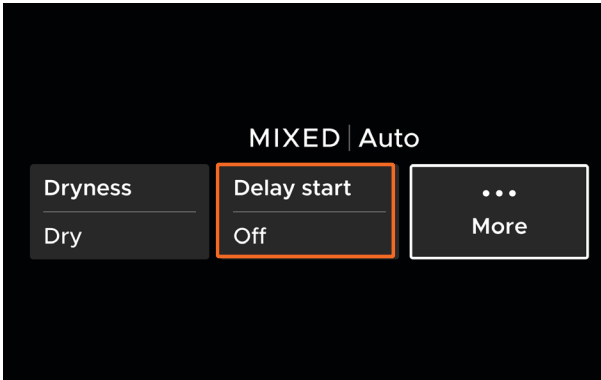 MIXED | Auto
Dryness
Dry
Delay start
Off
•••
More